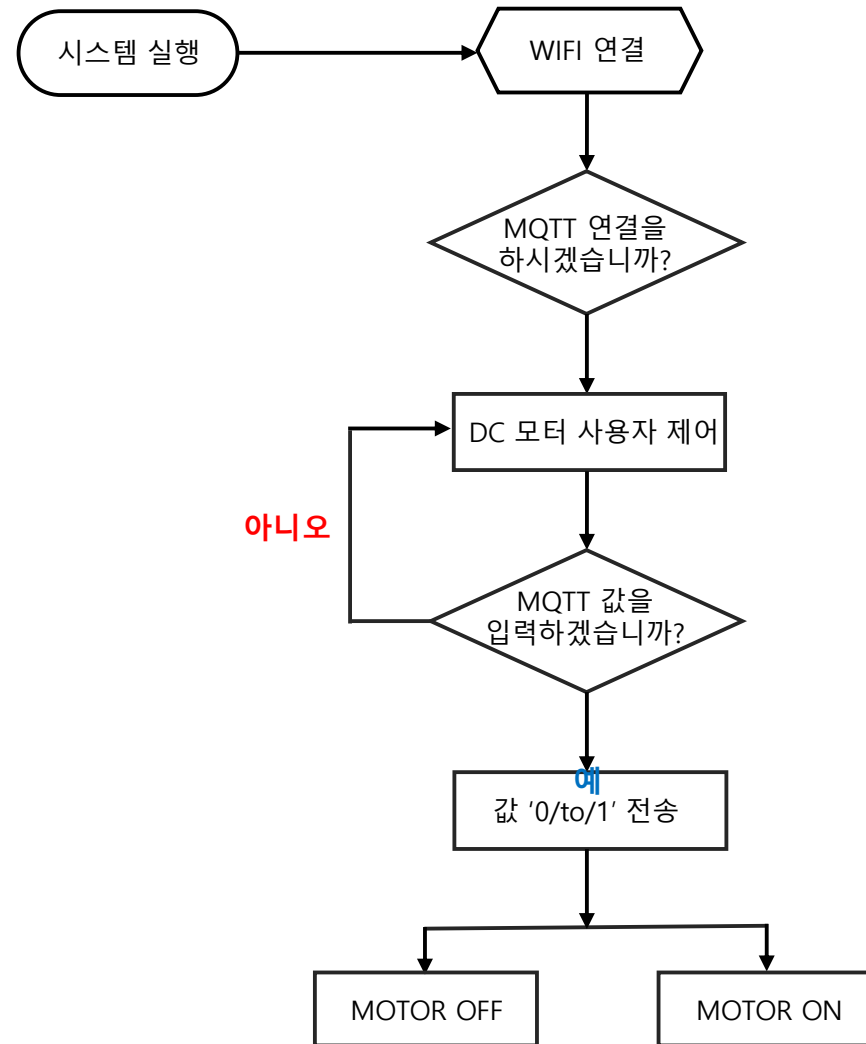 시스템 실행
WIFI 연결
MQTT 연결을
하시겠습니까?
DC 모터 사용자 제어
아니오
MQTT 값을
입력하겠습니까?
예
값 ‘0/to/1’ 전송
MOTOR OFF
MOTOR ON